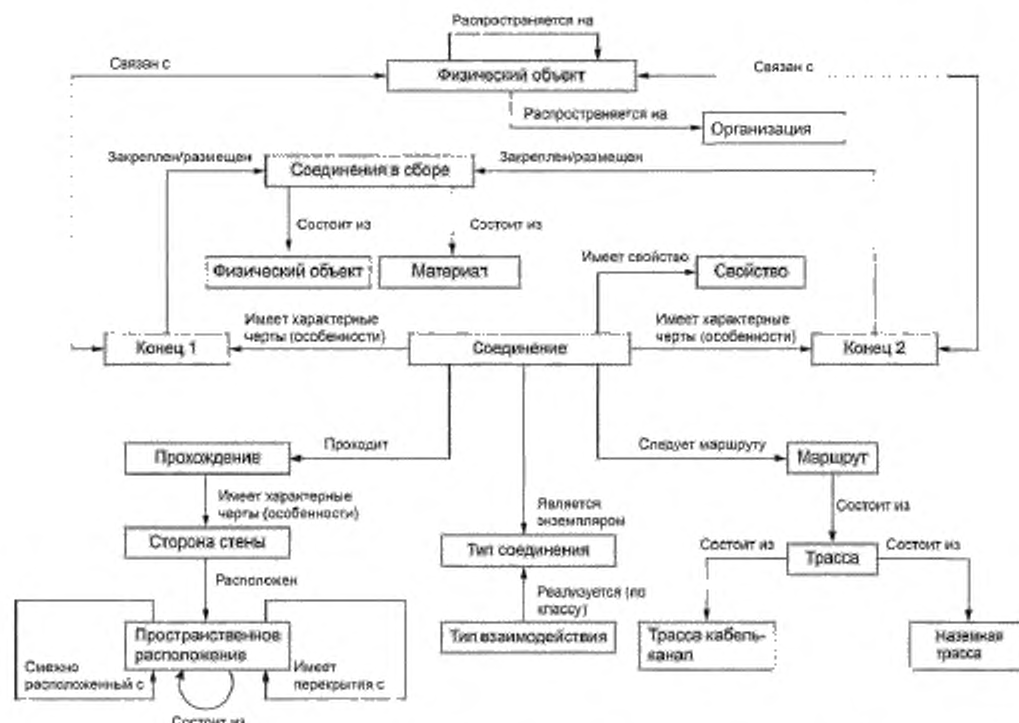 Распространяется на
Связан с
Физический объект
Связан с
Распространяется на
Организация
Закреплен/размещен
Соединения в сборе
Закреплен/размещен
Состоит из
Состоит из
Физический объект
Материал
Имеет свойство
Свойство
Имеет характерные
черты (особенности)
Имеет характерные
черты (особенности)
Конец 1
Соединение
Конец 2
Проходит
Следует маршруту
Прохождение
Маршрут
Имеет характерные
черты (особенности)
Является
экземпляром
Состоит из
Сторона стены
Тип соединения
Состоит из
Трасса
Состоит из
Расположен
Реализуется (по
классу)
Пространственное
расположение
Тип взаимодействия
Трасса кабель-
канал
Наземная
трасса
Смежно
расположенный с
Имеет
перекрытия с
Состоит из